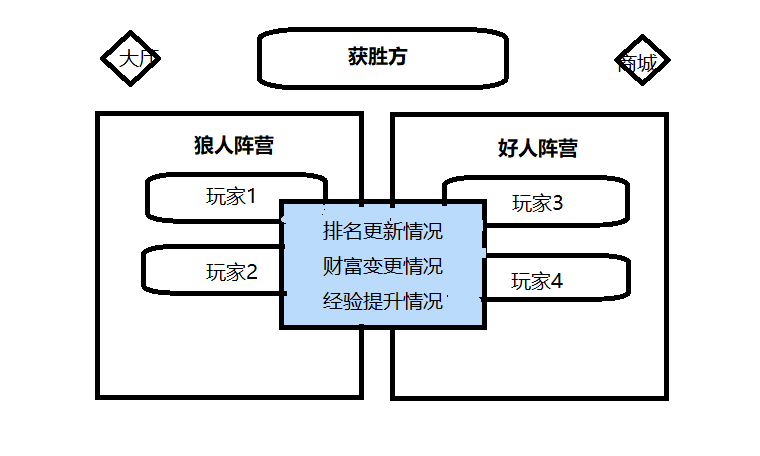 大厅
获胜方
商城
狼人阵营
好人阵营
玩家1
玩家3
排名更新情况
财富变更情况
玩家2
玩家4
经验提升情况